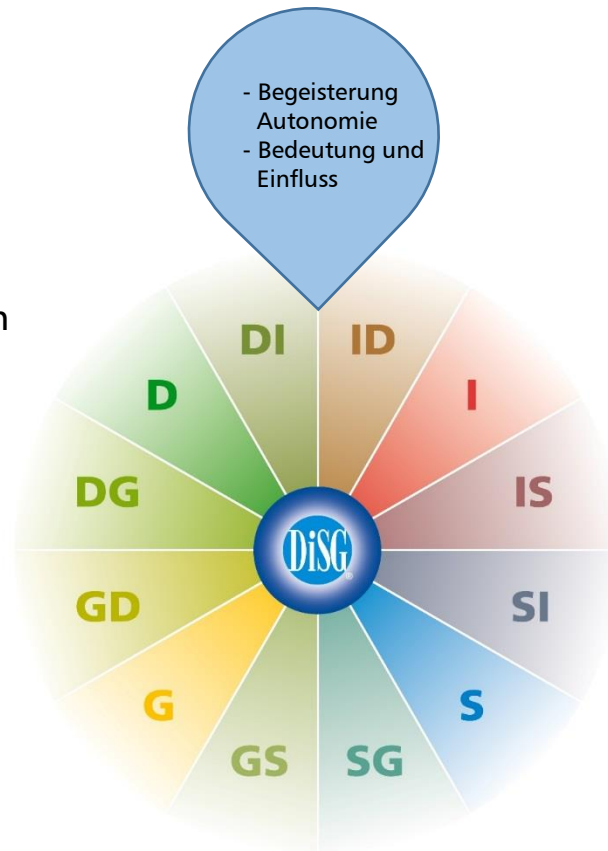 - Begeisterung
Autonomie
- Bedeutung und
Einfluss
n
DI ID
D I
DG IS
DiSG®
GD SI
G S
GS SG